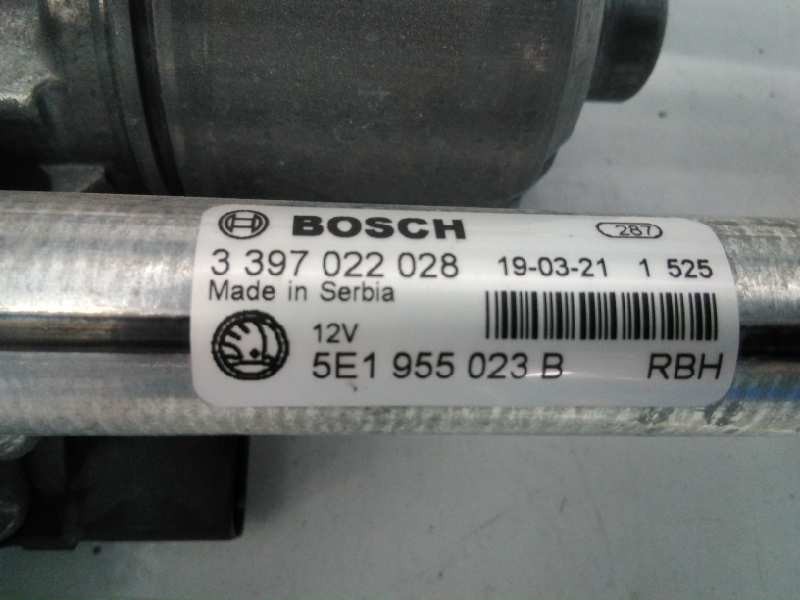 BOSCH 287
3 397 022 028 19-03-21 1 525
Made in Serbia
12V
5E1 955 023 B RBH